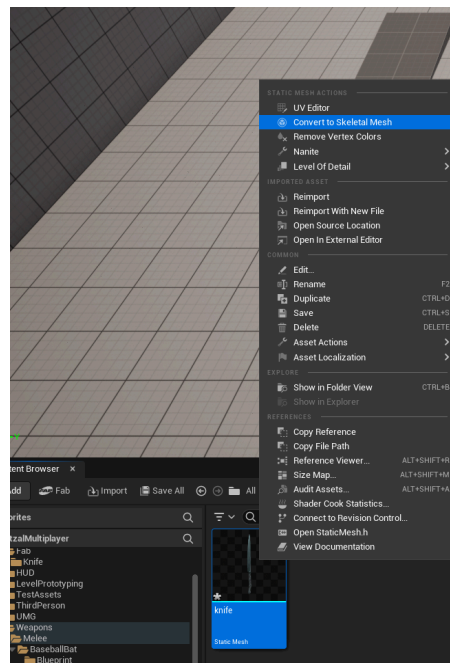 STATIC MESH ACTIONS
UV Editor
Convert to Skeletal Mesh
Remove Vertex Colors
Nanite
Level Of Detail
IMPORTED ASSET
Reimport
Reimport With New File
Open Source Location
Open In External Editor
COMMON
Edit...
Rename F2
Duplicate CTRL+D
Save CTRL+S
Delete DELETE
Asset Actions
Asset Localization
EXPLORE
Show in Folder View CTRL+B
Show in Explorer
REFERENCES
Copy Reference
Copy File Path
Reference Viewer... ALT+SHIFT+R
Size Map... ALT+SHIFT+M
Audit Assets... ALT+SHIFT+A
Shader Cook Statistics...
Connect to Revision Control...
Open StaticMesh.h
View Documentation
tent Browser
Add Fab Import Save All All
orites
tzalMultiplayer
Fab
Knife
HUD
LevelPrototyping
TestAssets
ThirdPerson
UMG
Weapons
Melee
BaseballBat
Blueprint
knife
Static Mesh